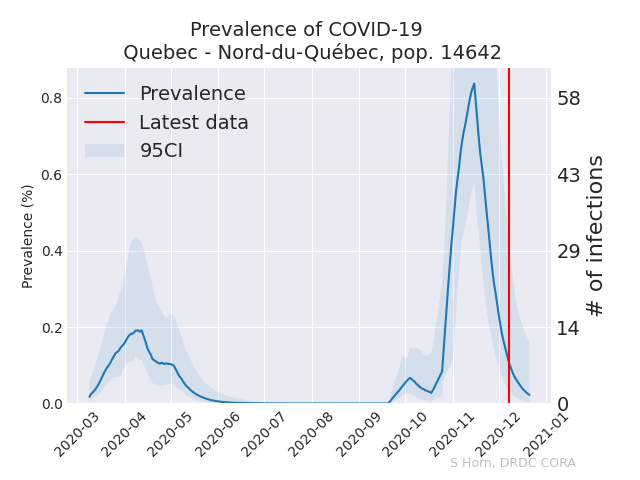 Prevalence of COVID-19
Quebec - Nord-du-Québec, pop. 14642
Prevalence
Latest data
95CI
Prevalence (%)
0.8
0.6
0.4
0.2
0.0
58
43
29
14
0
# of infections
2020-03
2020-04
2020-05
2020-06
2020-07
2020-08
2020-09
2020-10
2020-11
2020-12
2021-01
S Horn, DRDC CORA